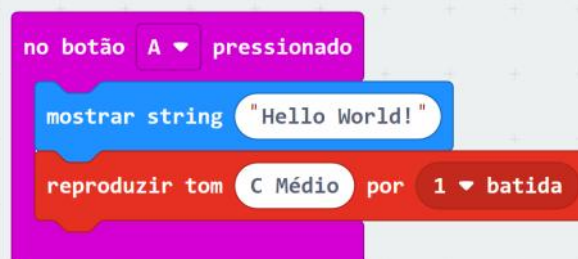 no botão A pressionado
mostrar string "Hello World!"
reproduzir tom C Médio por 1 batida